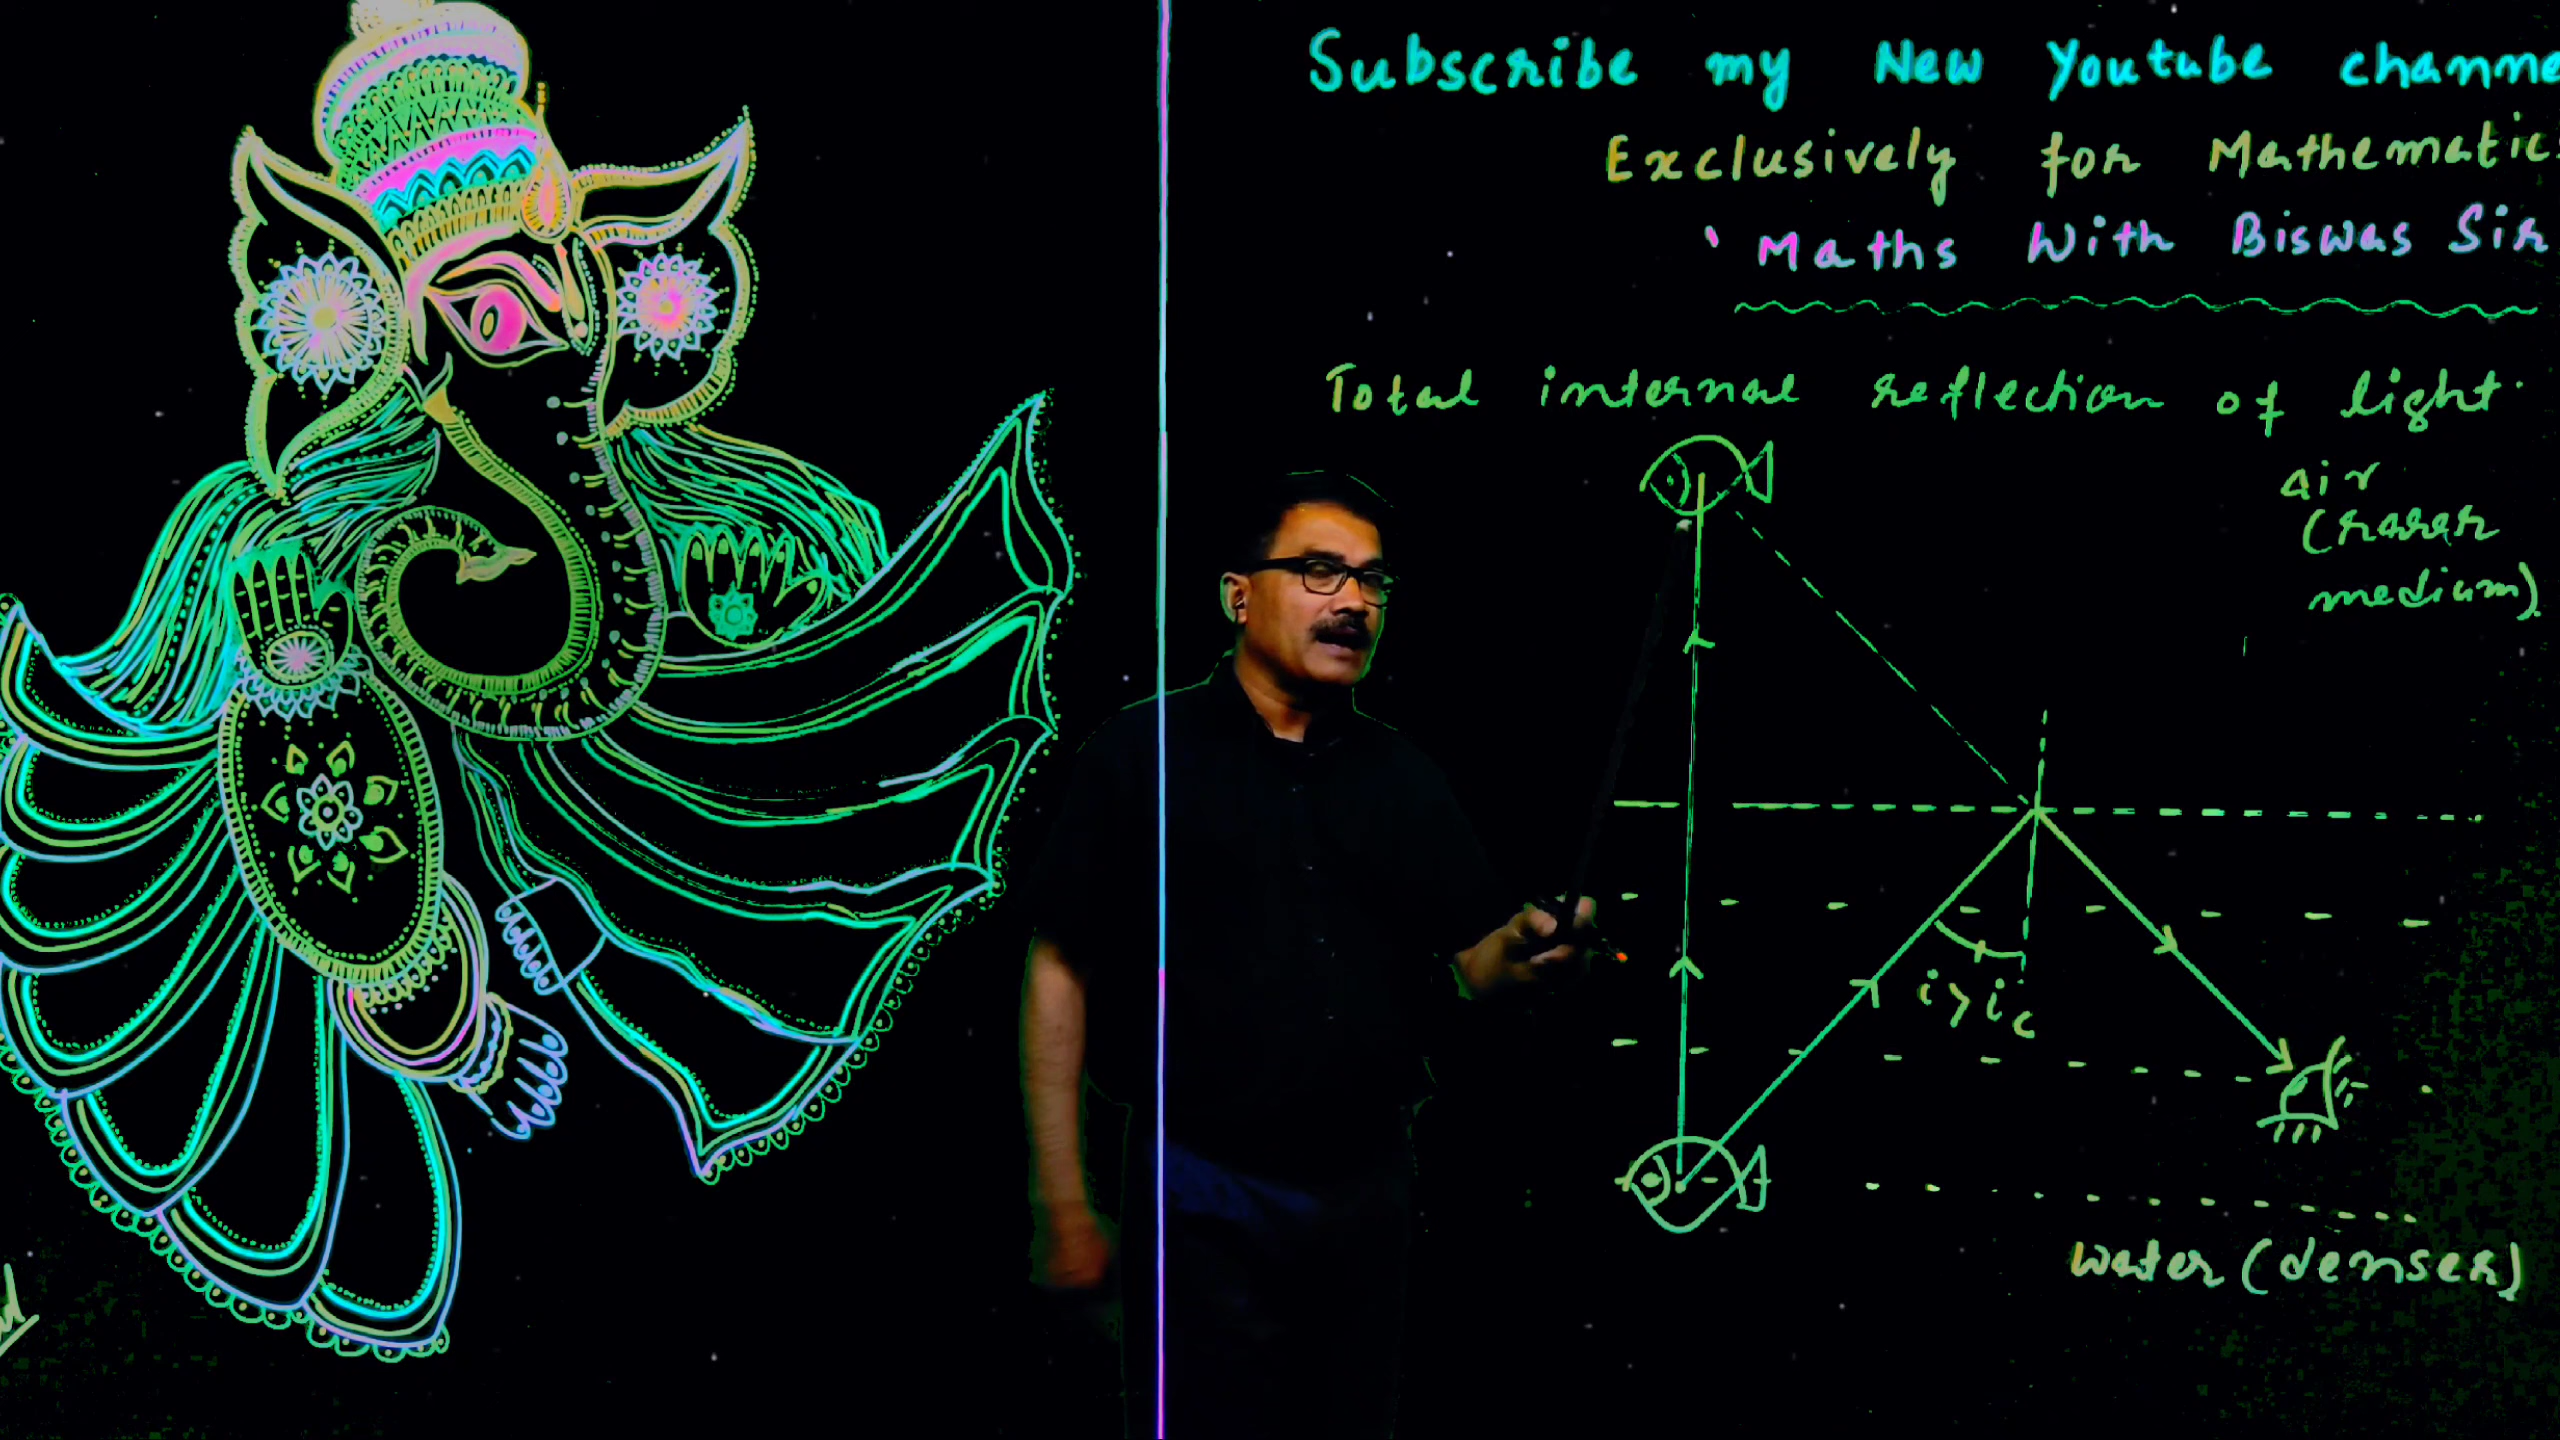 Subscribe my New Youtube channe
Exclusively for Mathematics
' Maths With Biswas Sir
Total internal reflection of light.
air
(rarer
medium)
i > ic
water (denser)